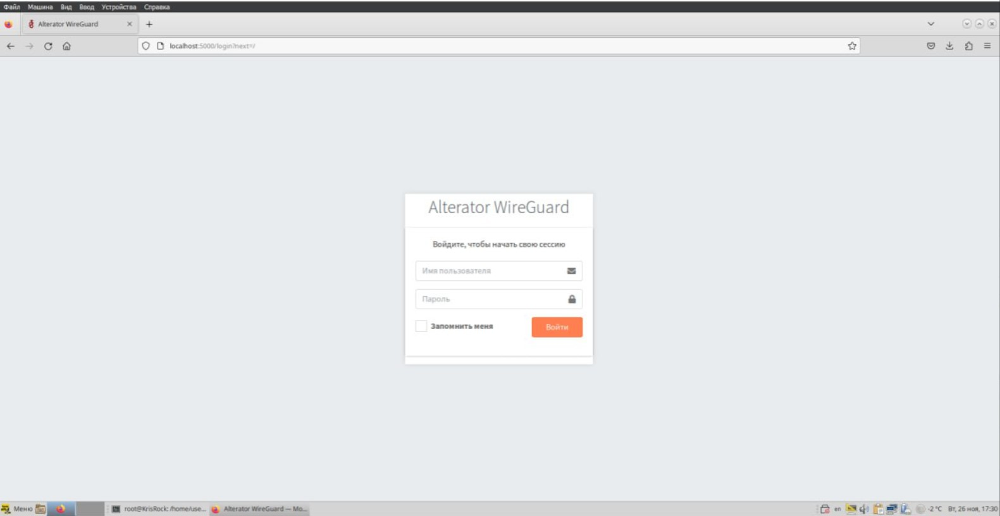 Файл Машина Вид Ввод Устройства Справка
Alterator WireGuard
localhost:5000/login?next=/
Alterator WireGuard
Войдите, чтобы начать свою сессию
Имя пользователя
Пароль
Запомнить меня
Войти
Меню root@KrisRock: /home/use... Alterator WireGuard — Mo... en -2 °C Вт, 26 ноя, 17:30